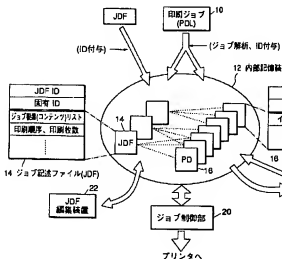 JDF
印刷ジョブ
(PDL)
10
(ID付与)
(ジョブ解析、ID付与)
12 内部記憶装
JDF ID
固有 ID
ジョブ要素(コンテンツ)リスト
印刷順序、印刷枚数
14
JDF
PD
16
16
14 ジョブ記述ファイル(JDF)
22
JDF
編集装置
ジョブ制御部
20
プリンタへ